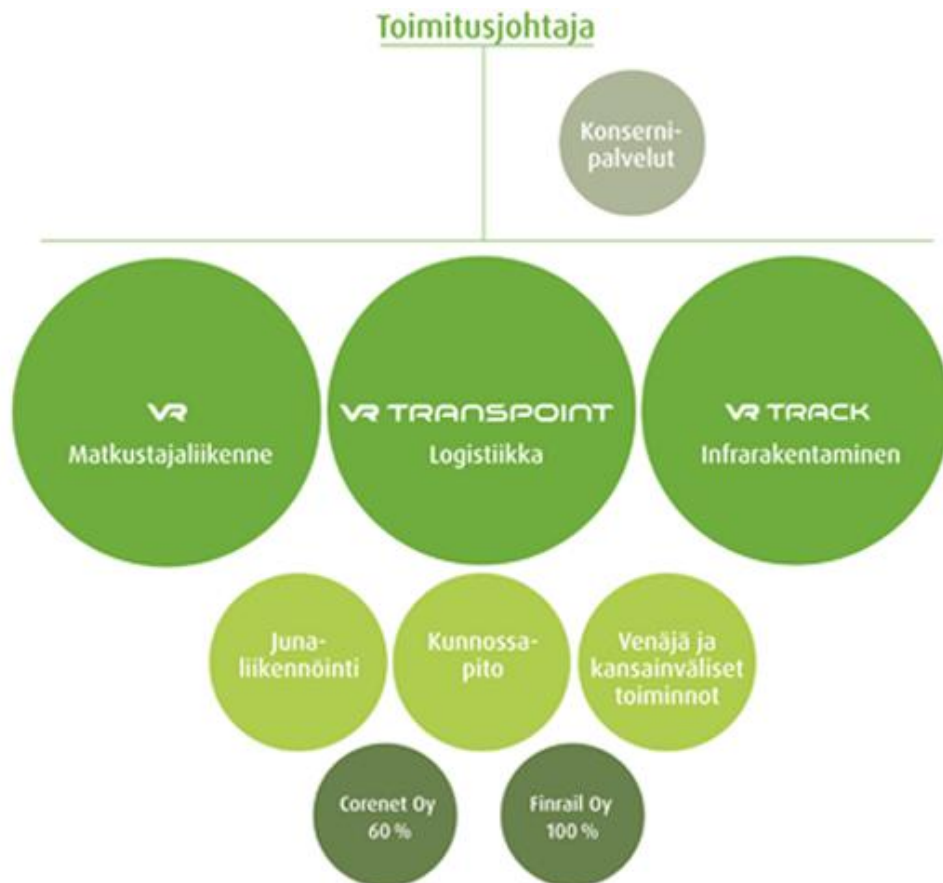 Toimitusjohtaja
Konserni-
palvelut
VR
Matkustajaliikenne
VR TRANSPOINT
Logistiikka
VR TRACK
Infrarakentaminen
Juna-
liikennöinti
Kunnossa-
pito
Venäjä ja
kansainväliset
toiminnot
Corenet Oy
60 %
Finrail Oy
100 %